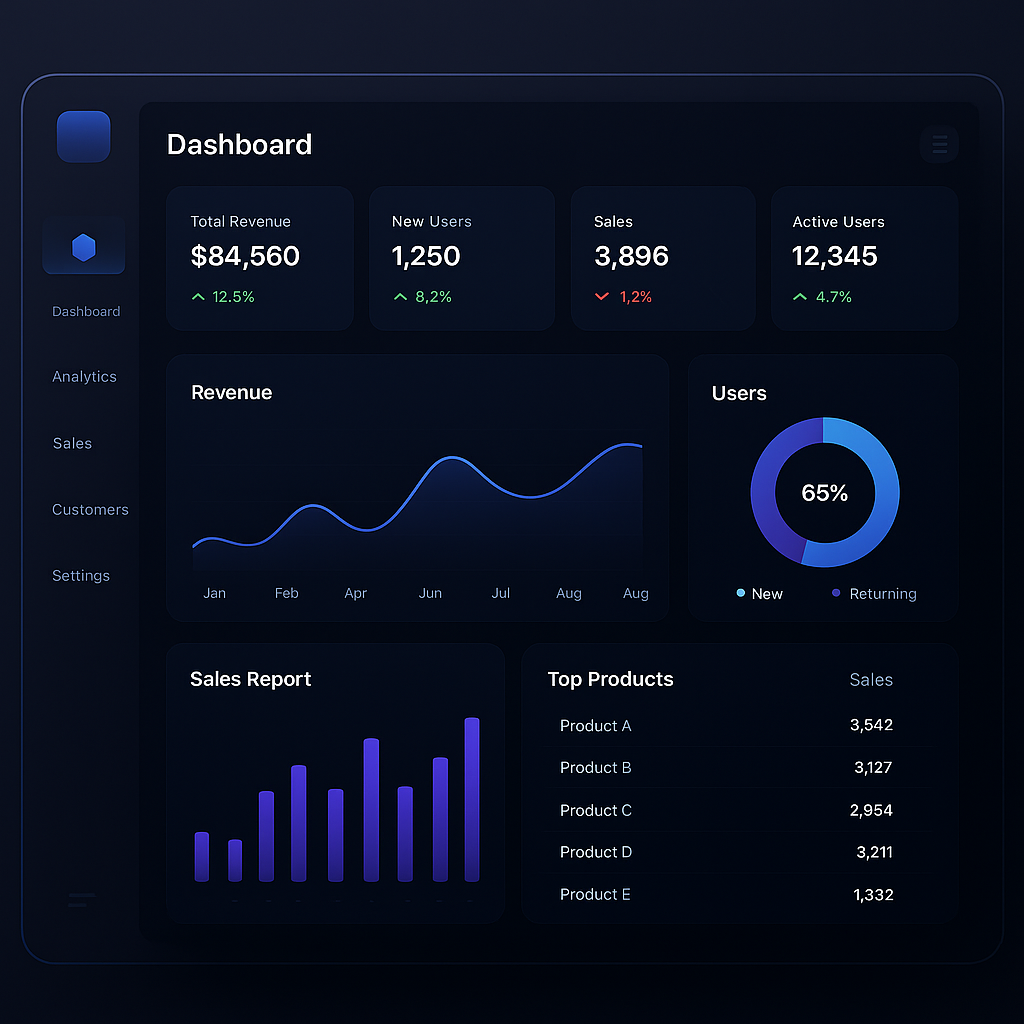 Dashboard
Dashboard
Analytics
Sales
Customers
Settings
Total Revenue
$84,560
12.5%
New Users
1,250
8,2%
Sales
3,896
1,2%
Active Users
12,345
4.7%
Revenue
Jan Feb Apr Jun Jul Aug Aug
Users
65%
New Returning
Sales Report
Top Products Sales
Product A 3,542
Product B 3,127
Product C 2,954
Product D 3,211
Product E 1,332